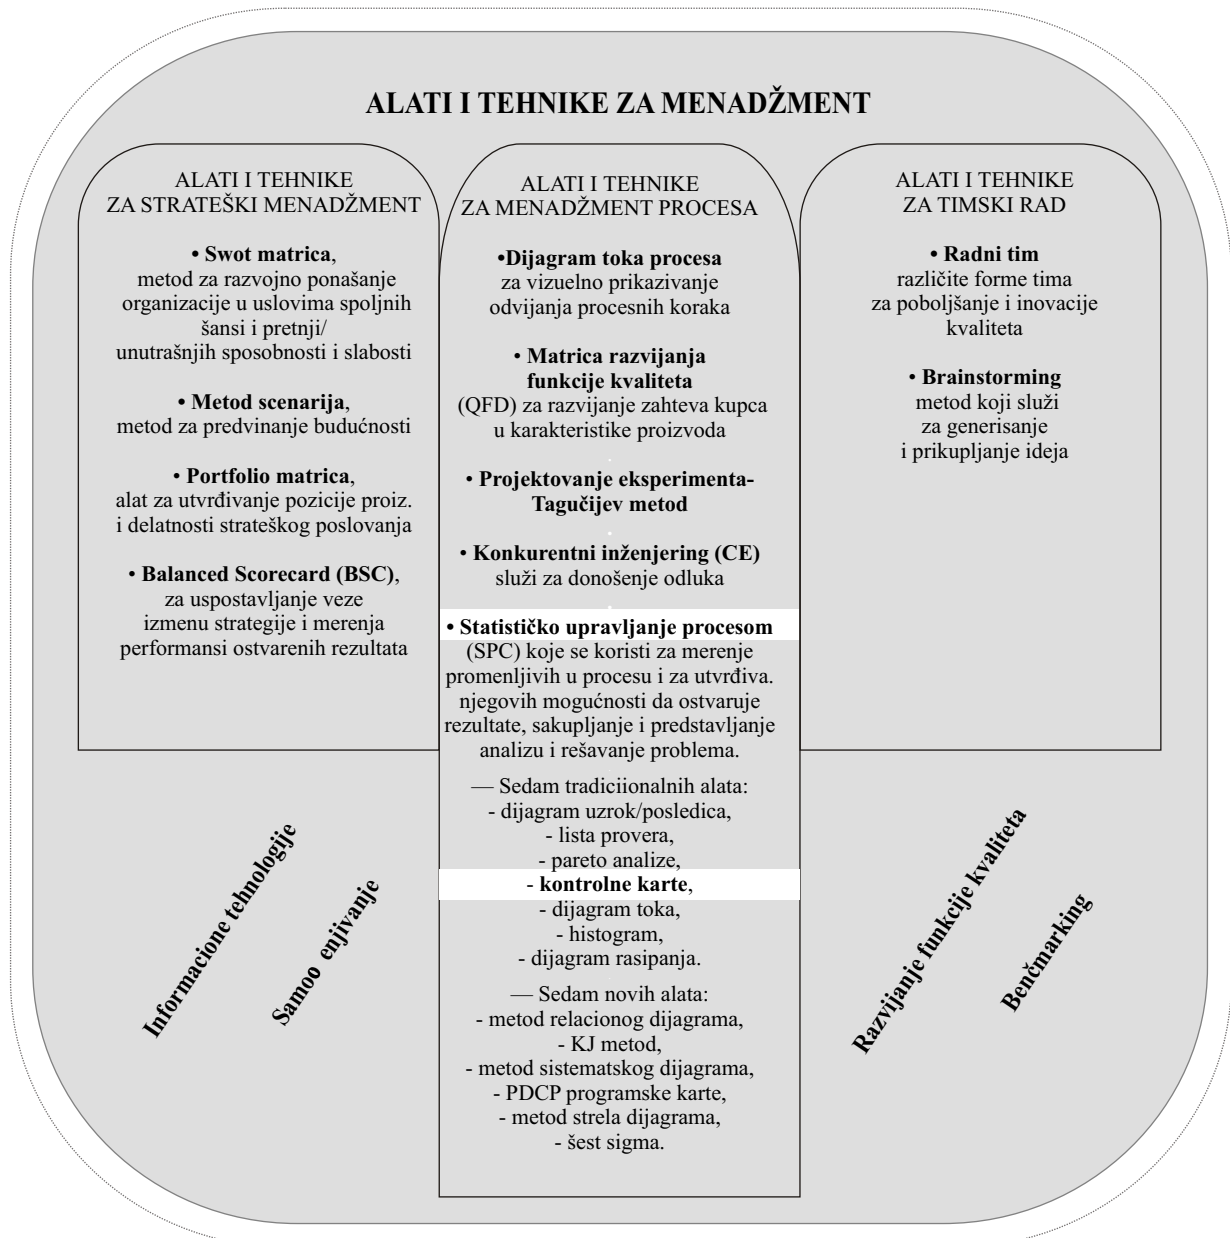 ALATI I TEHNIKE ZA MENADŽMENT
ALATI I TEHNIKE
ZA STRATEŠKI MENADŽMENT
• Swot matrica,
metod za razvojno ponašanje
organizacije u uslovima spoljnih
šansi i pretnji/
unutrašnjih sposobnosti i slabosti
• Metod scenarija,
metod za predvinanje budućnosti
• Portfolio matrica,
alat za utvrđivanje pozicije proiz.
i delatnosti strateškog poslovanja
• Balanced Scorecard (BSC),
za uspostavljanje veze
izmenu strategije i merenja
performansi ostvarenih rezultata
ALATI I TEHNIKE
ZA MENADŽMENT PROCESA
•Dijagram toka procesa
za vizuelno prikazivanje
odvijanja procesnih koraka
• Matrica razvijanja
funkcije kvaliteta
(QFD) za razvijanje zahteva kupca
u karakteristike proizvoda
• Projektovanje eksperimenta-
Tagučijev metod
• Konkurentni inženjering (CE)
služi za donošenje odluka
• Statističko upravljanje procesom
(SPC) koje se koristi za merenje
promenljivih u procesu i za utvrđiva.
njegovih mogućnosti da ostvaruje
rezultate, sakupljanje i predstavljanje
analizu i rešavanje problema.
— Sedam tradiciionalnih alata:
- dijagram uzrok/posledica,
- lista provera,
- pareto analize,
- kontrolne karte,
- dijagram toka,
- histogram,
- dijagram rasipanja.
— Sedam novih alata:
- metod relacionog dijagrama,
- KJ metod,
- metod sistematskog dijagrama,
- PDCP programske karte,
- metod strela dijagrama,
- šest sigma.
ALATI I TEHNIKE
ZA TIMSKI RAD
• Radni tim
različite forme tima
za poboljšanje i inovacije
kvaliteta
• Brainstorming
metod koji služi
za generisanje
i prikupljanje ideja
Informacione tehnologije
Samoo enjivanje
Razvijanje funkcije kvaliteta
Benčmarking